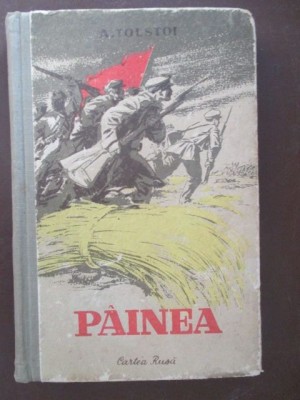 A. TOLSTOI
PÂINEA
Cartea Rusă